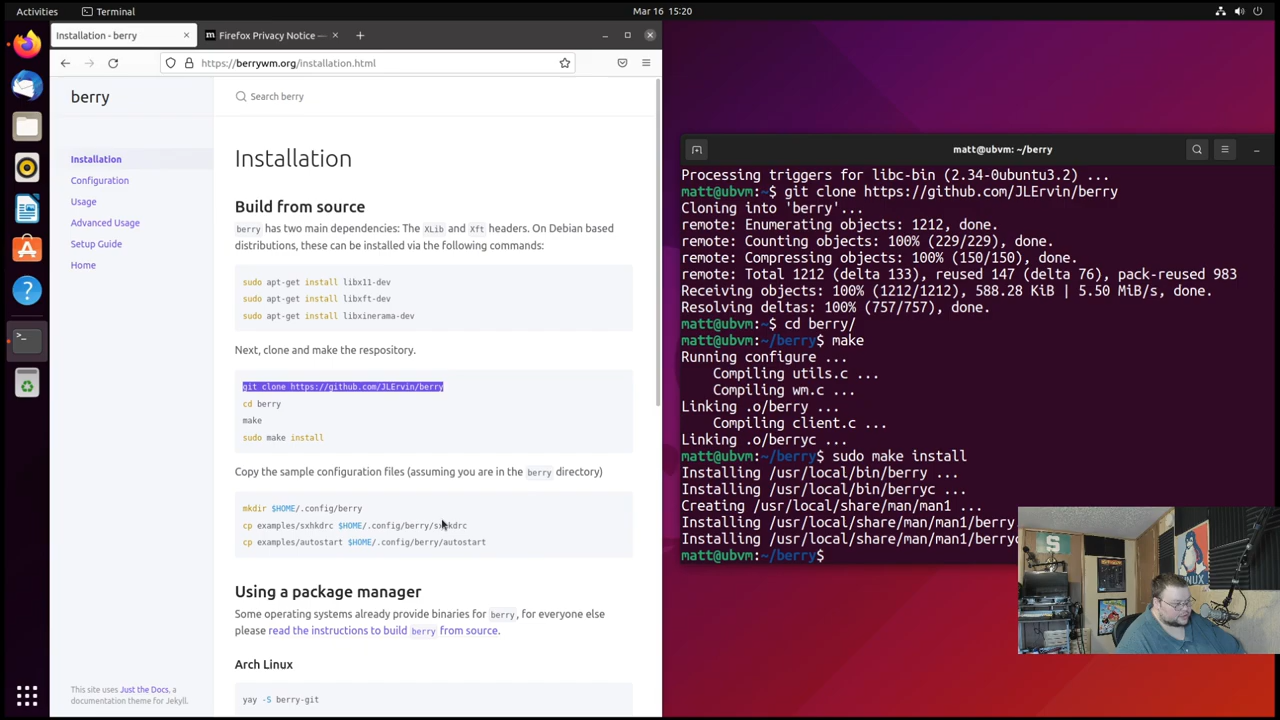 Activities
Terminal
Mar 16 15:20
Installation - berry
Firefox Privacy Notice —
https://berrywm.org/installation.html
berry
Search berry
Installation
Configuration
Usage
Advanced Usage
Setup Guide
Home
This site uses Just the Docs, a
documentation theme for Jekyll.
Installation
Build from source
berry has two main dependencies: The XLib and Xft headers. On Debian based
distributions, these can be installed via the following commands:
sudo apt-get install libx11-dev
sudo apt-get install libxft-dev
sudo apt-get install libxinerama-dev
Next, clone and make the respository.
git clone https://github.com/JLErvin/berry
cd berry
make
sudo make install
Copy the sample configuration files (assuming you are in the berry directory)
mkdir $HOME/.config/berry
cp examples/sxhkdrc $HOME/.config/berry/sxhkdrc
cp examples/autostart $HOME/.config/berry/autostart
Using a package manager
Some operating systems already provide binaries for berry, for everyone else
please read the instructions to build berry from source.
Arch Linux
yay -S berry-git
matt@ubvm: ~/berry
Processing triggers for libc-bin (2.34-0ubuntu3.2) ...
matt@ubvm:~$ git clone https://github.com/JLErvin/berry
Cloning into 'berry'...
remote: Enumerating objects: 1212, done.
remote: Counting objects: 100% (229/229), done.
remote: Compressing objects: 100% (150/150), done.
remote: Total 1212 (delta 133), reused 147 (delta 76), pack-reused 983
Receiving objects: 100% (1212/1212), 588.28 KiB | 5.50 MiB/s, done.
Resolving deltas: 100% (757/757), done.
matt@ubvm:~$ cd berry/
matt@ubvm:~/berry$ make
Running configure ...
Compiling utils.c ...
Compiling wm.c ...
Linking .o/berry ...
Compiling client.c ...
Linking .o/berryc ...
matt@ubvm:~/berry$ sudo make install
Installing /usr/local/bin/berry ...
Installing /usr/local/bin/berryc ...
Creating /usr/local/share/man/man1 ...
Installing /usr/local/share/man/man1/berry
Installing /usr/local/share/man/man1/berryc
matt@ubvm:~/berry$
LINUX